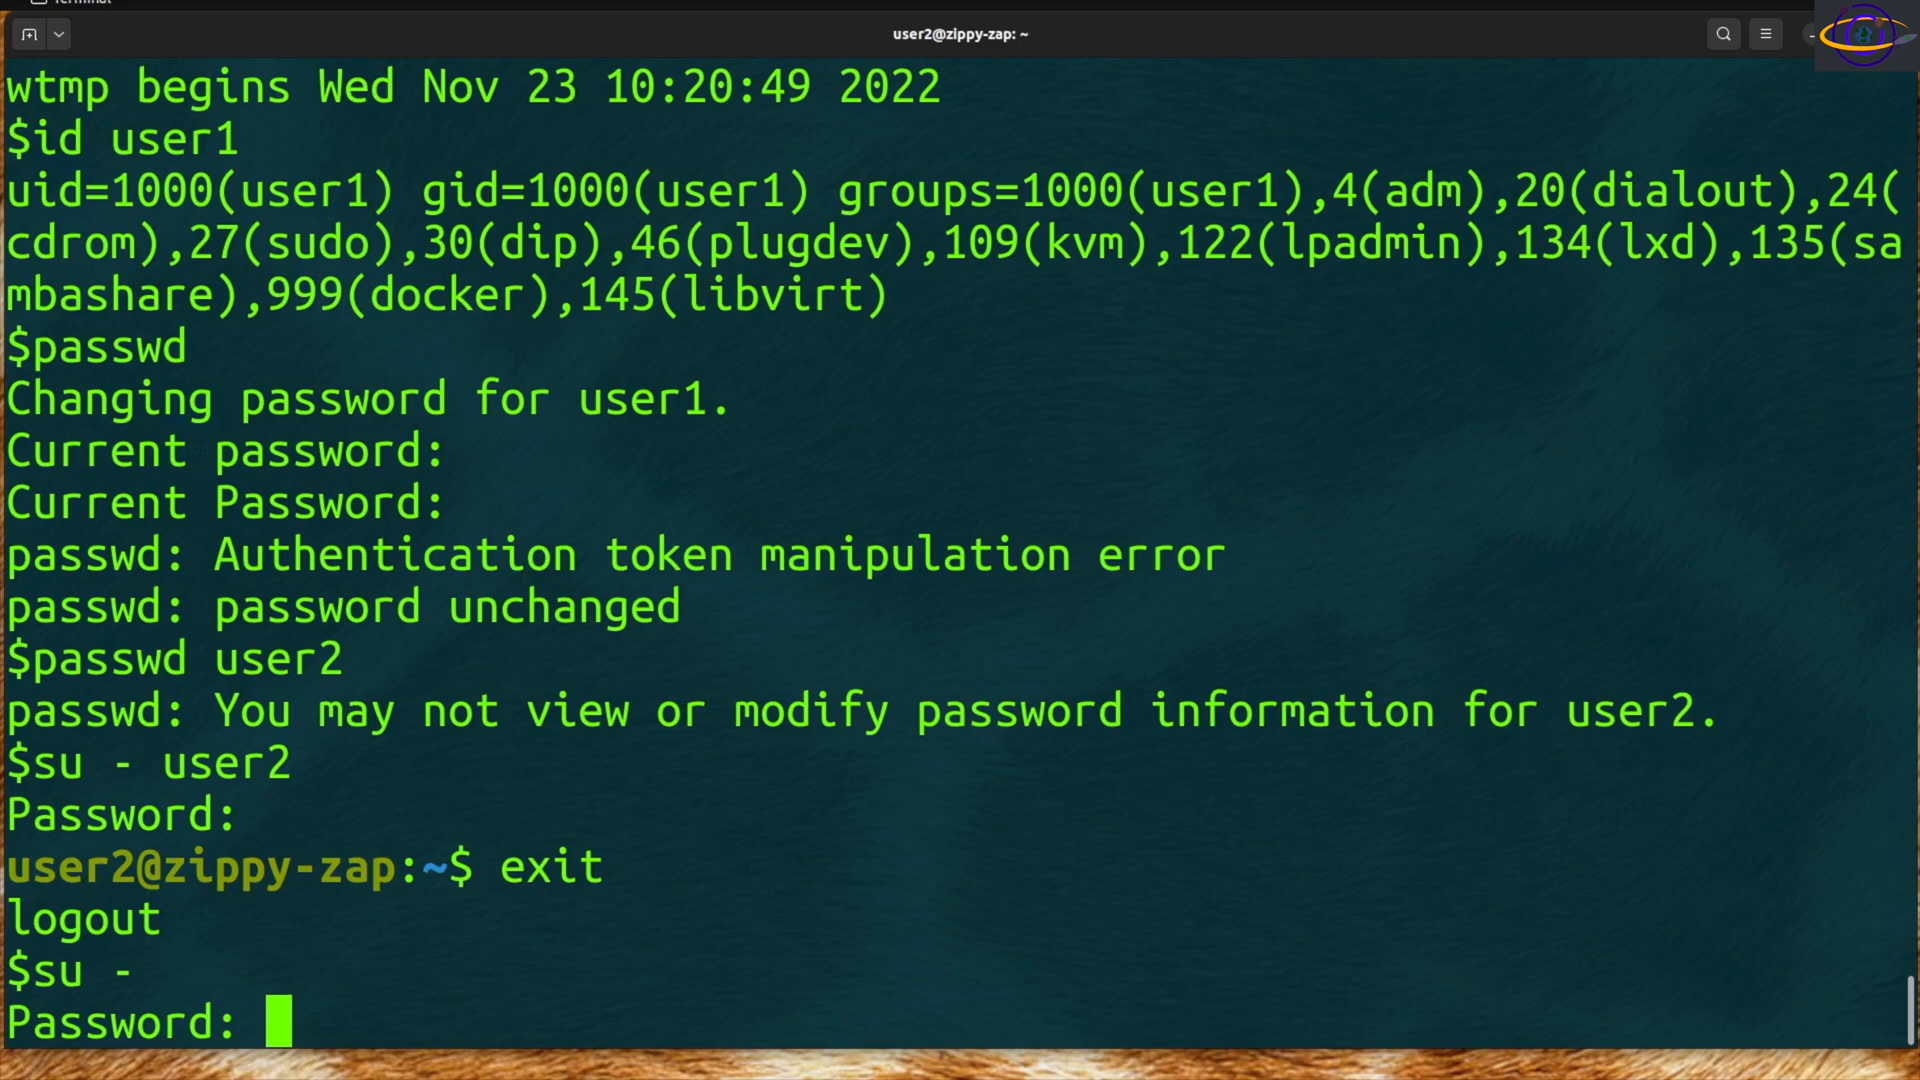 Terminal
user2@zippy-zap: ~
wtmp begins Wed Nov 23 10:20:49 2022
$id user1
uid=1000(user1) gid=1000(user1) groups=1000(user1),4(adm),20(dialout),24(
cdrom),27(sudo),30(dip),46(plugdev),109(kvm),122(lpadmin),134(lxd),135(sa
mbashare),999(docker),145(libvirt)
$passwd
Changing password for user1.
Current password:
Current Password:
passwd: Authentication token manipulation error
passwd: password unchanged
$passwd user2
passwd: You may not view or modify password information for user2.
$su - user2
Password:
user2@zippy-zap:~$ exit
logout
$su -
Password: